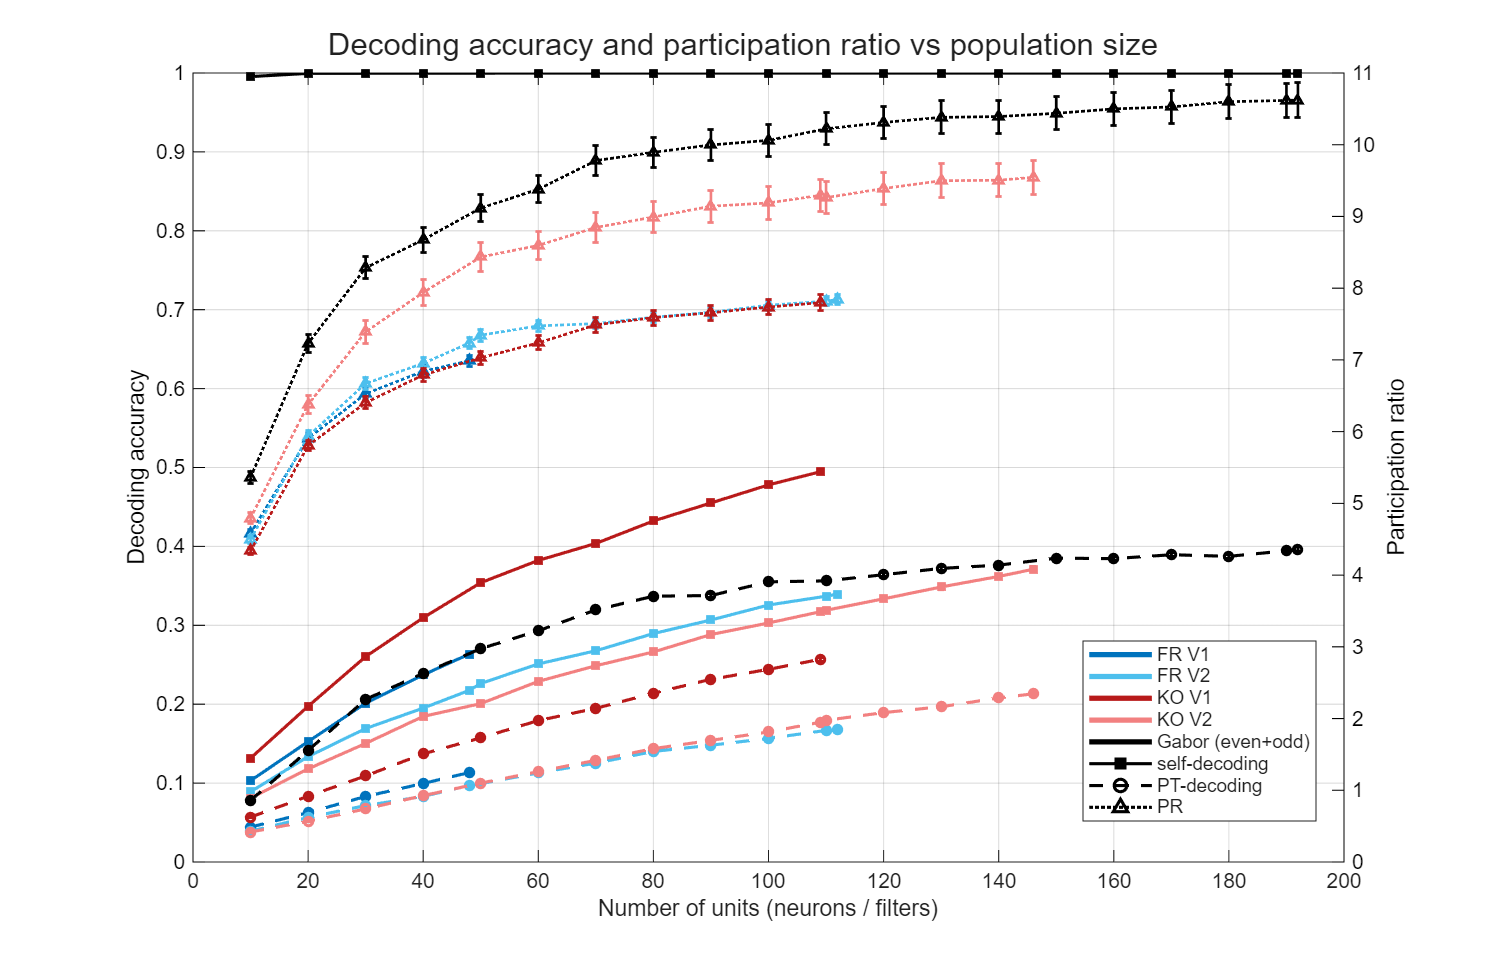 Decoding accuracy and participation ratio vs population size
1
0.9
0.8
0.7
0.6
0.5
0.4
0.3
0.2
0.1
0
Decoding accuracy
11
10
9
8
7
6
5
4
3
2
1
0
Participation ratio
FR V1
FR V2
KO V1
KO V2
Gabor (even+odd)
self-decoding
PT-decoding
PR
0 20 40 60 80 100 120 140 160 180 200
Number of units (neurons / filters)